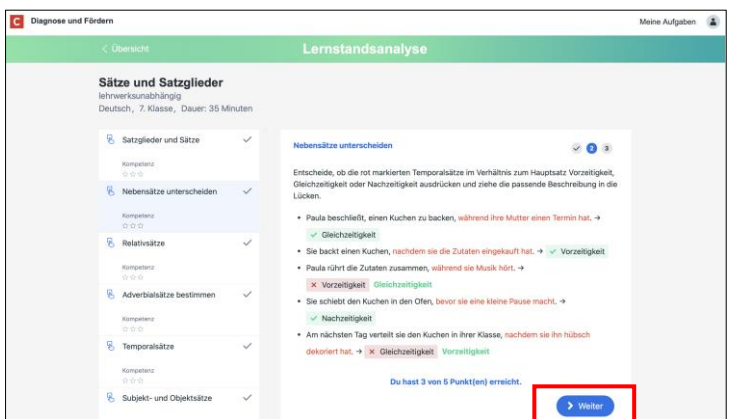 C Diagnose und Fördern
Meine Aufgaben
< Übersicht
Lernstandsanalyse
Sätze und Satzglieder
lehrwerksunabhängig
Deutsch, 7. Klasse, Dauer: 35 Minuten
Satzglieder und Sätze
Kompetenz
Nebensätze unterscheiden
Kompetenz
Relativsätze
Kompetenz
Adverbialsätze bestimmen
Kompetenz
Temporalsätze
Kompetenz
Subjekt- und Objektsätze
Nebensätze unterscheiden
2 3
Entscheide, ob die rot markierten Temporalsätze im Verhältnis zum Hauptsatz Vorzeitigkeit,
Gleichzeitigkeit oder Nachzeitigkeit ausdrücken und ziehe die passende Beschreibung in die
Lücken.
• Paula beschließt, einen Kuchen zu backen, während ihre Mutter einen Termin hat. →
✓ Gleichzeitigkeit
• Sie backt einen Kuchen, nachdem sie die Zutaten eingekauft hat. → ✓ Vorzeitigkeit
• Paula rührt die Zutaten zusammen, während sie Musik hört. →
× Vorzeitigkeit Gleichzeitigkeit
• Sie schiebt den Kuchen in den Ofen, bevor sie eine kleine Pause macht. →
✓ Nachzeitigkeit
• Am nächsten Tag verteilt sie den Kuchen in ihrer Klasse, nachdem sie ihn hübsch
dekoriert hat. → × Gleichzeitigkeit Vorzeitigkeit
Du hast 3 von 5 Punkt(en) erreicht.
> Weiter